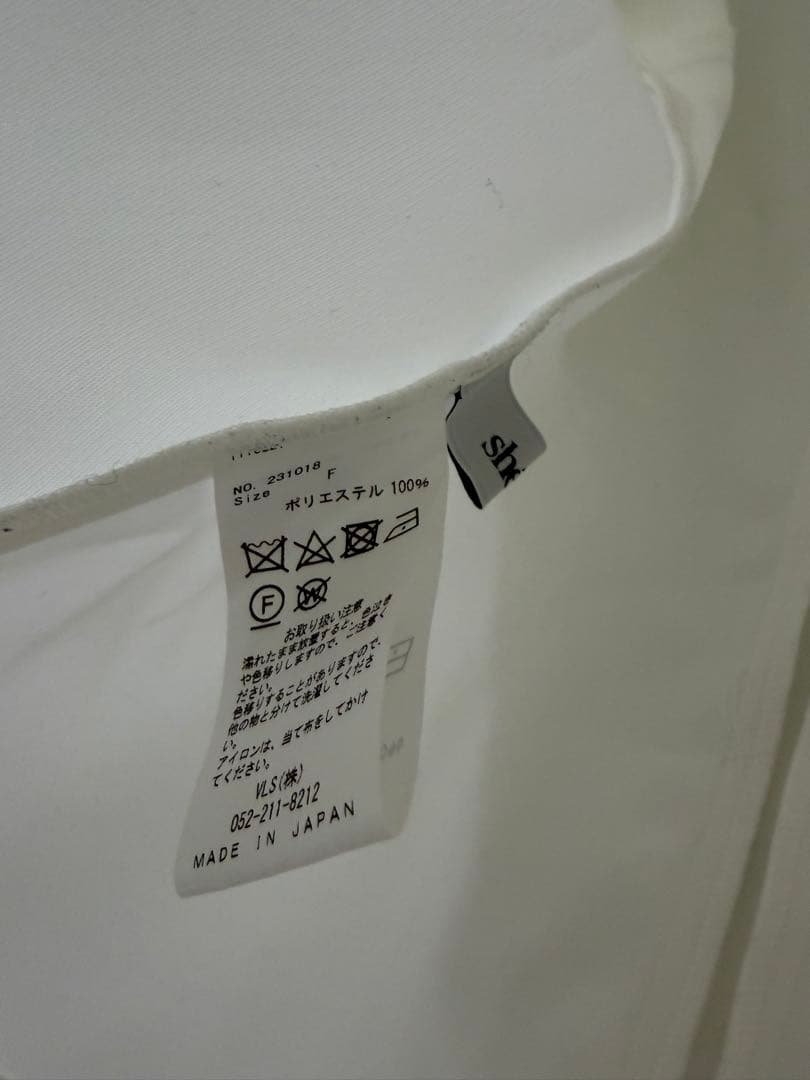 NO. 231018
Size F
ポリエステル 100%
F
W
お取り扱い注意
濡れたまま放置すると、色泣き
や色移りしますので、ご注意く
ださい。
色移りすることがありますので、
他の物と分けて洗濯してくださ
い。
アイロンは、当て布をしてかけ
てください。
VLS(株)
052-211-8212
MADE IN JAPAN